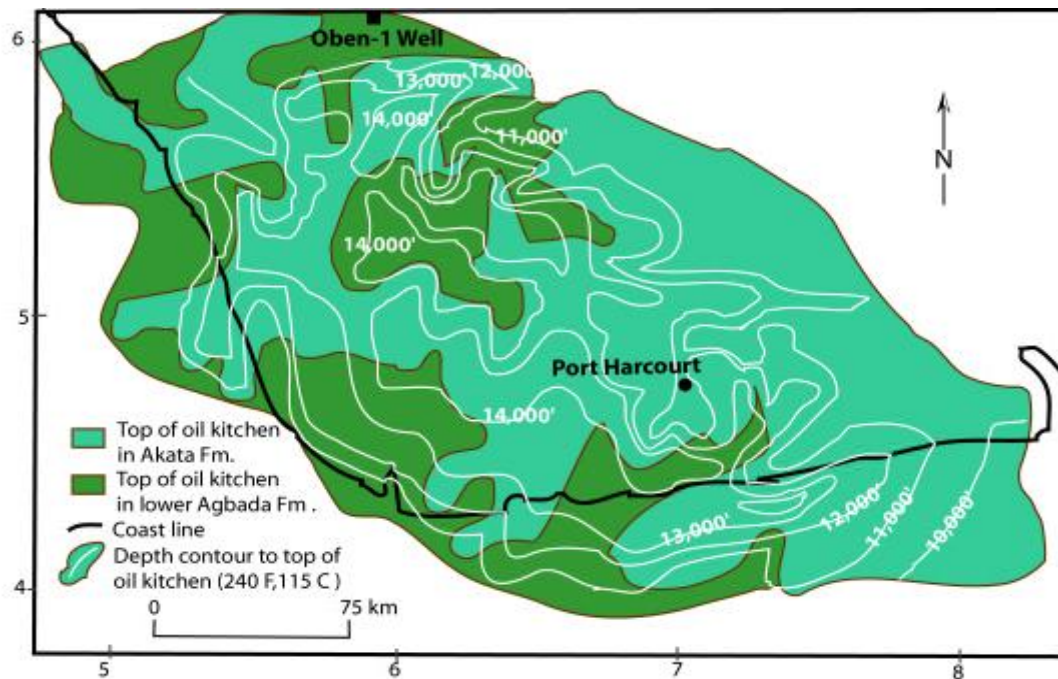 6
5
4
5
6
7
8
Oben-1 Well
13,000'
12,000'
14,000'
11,000'
N
14,000'
Port Harcourt
14,000'
13,000'
12,000'
11,000'
10,000'
Top of oil kitchen
in Akata Fm.
Top of oil kitchen
in lower Agbada Fm .
Coast line
Depth contour to top of
oil kitchen (240 F,115 C )
0 75 km